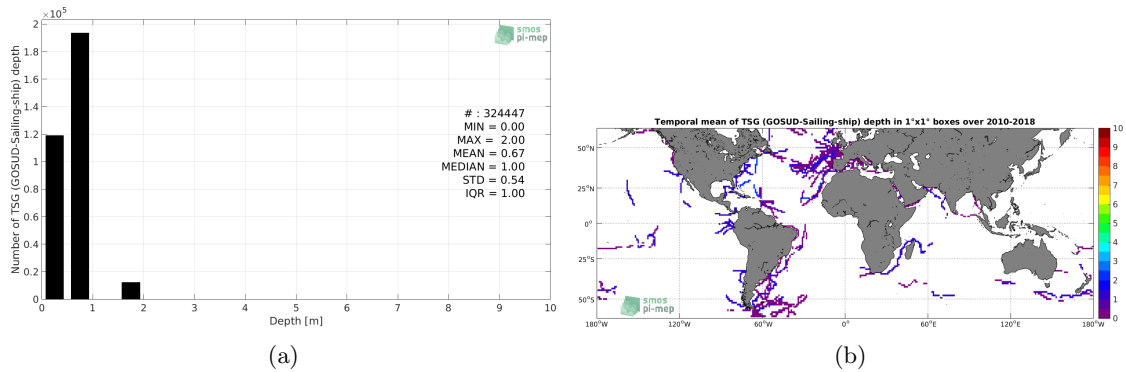 ×10⁵
2
1.8
1.6
1.4
1.2
1
0.8
0.6
0.4
0.2
0
Number of TSG (GOSUD-Sailing-ship) depth
smos
pi-mep
# : 324447
MIN = 0.00
MAX = 2.00
MEAN = 0.67
MEDIAN = 1.00
STD = 0.54
IQR = 1.00
0 1 2 3 4 5 6 7 8 9 10
Depth [m]
(a)
Temporal mean of TSG (GOSUD-Sailing-ship) depth in 1°x1° boxes over 2010-2018
50°N
25°N
0°
25°S
50°S
smos
pi-mep
180°W 120°W 60°W 0° 60°E 120°E 180°W
10
9
8
7
6
5
4
3
2
1
0
(b)